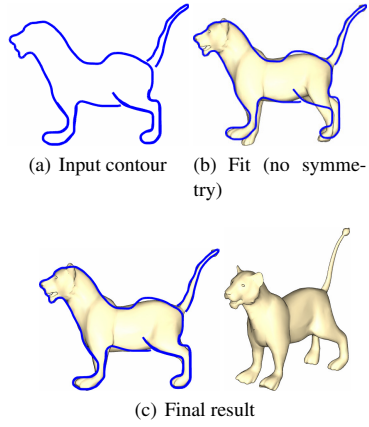 (a) Input contour
(b) Fit (no symme-
try)
(c) Final result